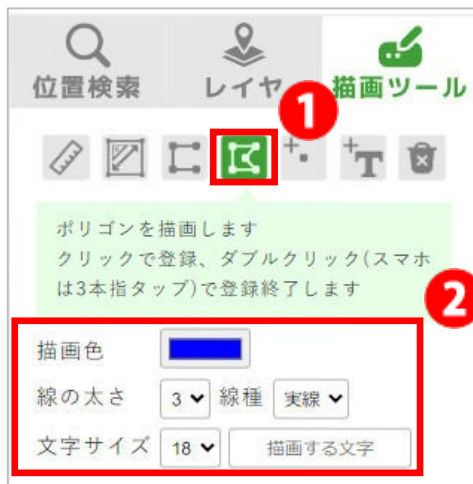 位置検索 レイヤ 描画ツール
1
T
ポリゴンを描画します
クリックで登録、ダブルクリック(スマホ
は3本指タップ)で登録終了します
2
描画色
線の太さ 3 線種 実線
文字サイズ 18 描画する文字